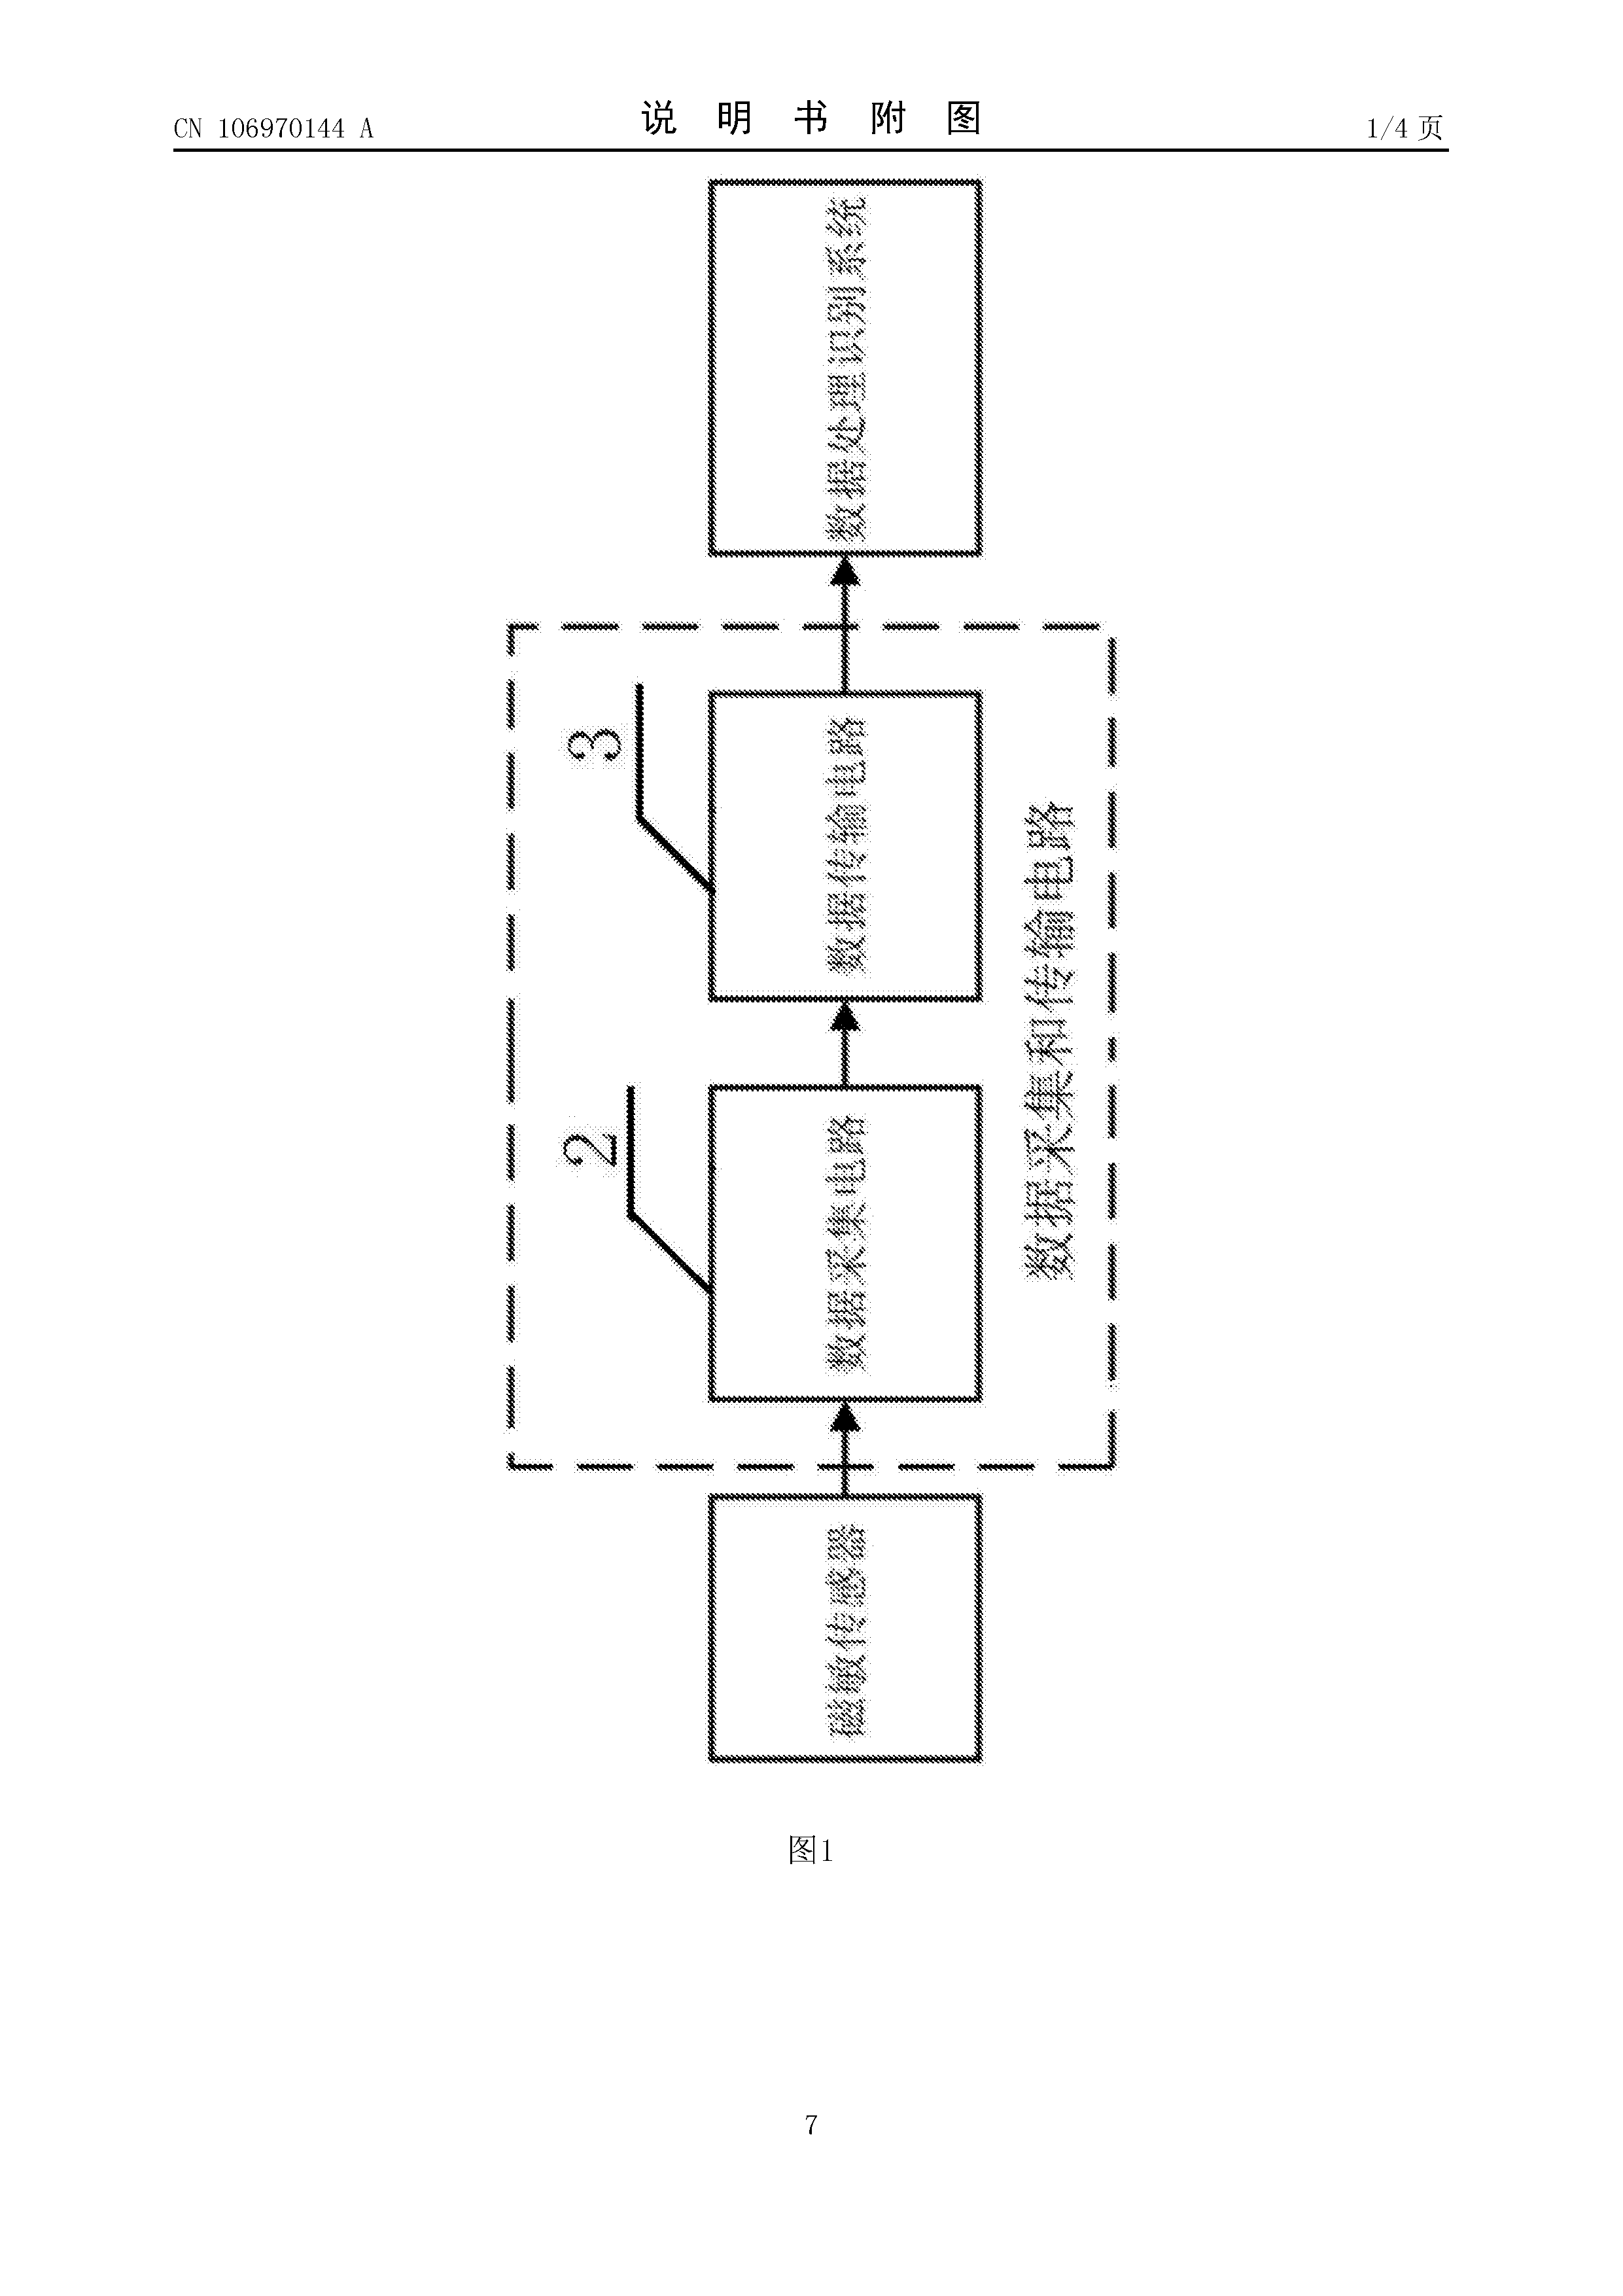 CN 106970144 A
说 明 书 附 图
1/4 页
数据处理识别系统
3
数据传输电路
2
数据采集电路
数据采集和传输电路
磁敏传感器
图1
7